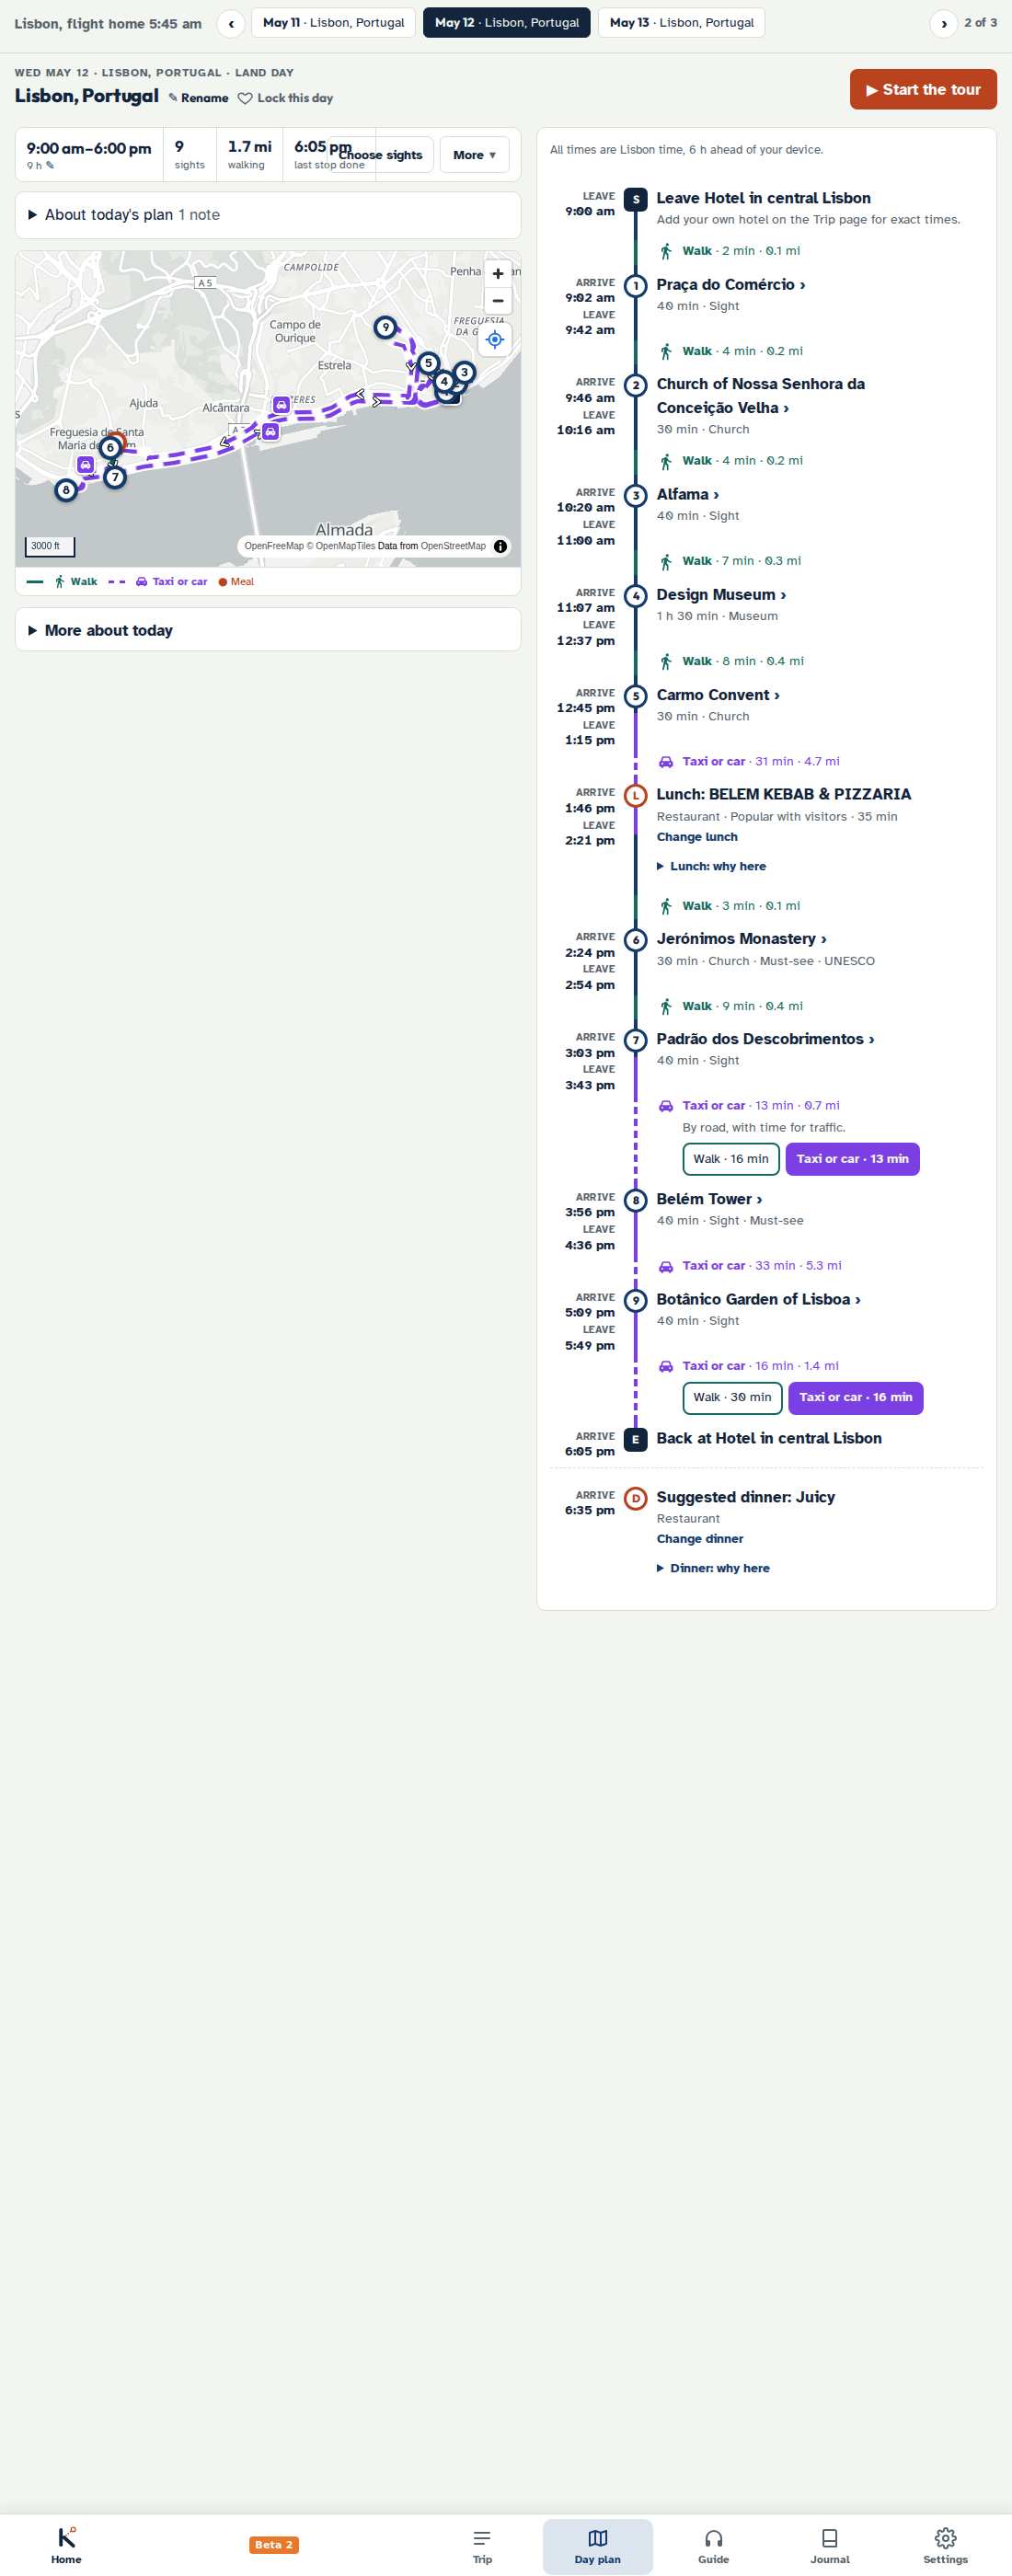 Lisbon, flight home 5:45 am
‹
May 11 · Lisbon, Portugal
May 12 · Lisbon, Portugal
May 13 · Lisbon, Portugal
›
2 of 3
WED MAY 12 · LISBON, PORTUGAL · LAND DAY
Lisbon, Portugal ✎ Rename Lock this day
▶ Start the tour
9:00 am–6:00 pm
9 h ✎
9
sights
1.7 mi
walking
6:05 pm
last stop done
Choose sights
More ▼
▶ About today's plan 1 note
CAMPOLIDE
A 5
Penha
FREGUESIA
Campo de
Ourique
Estrela
Ajuda
Alcântara
Freguesia de Santa
Almada
+
−
9
5
3
4
6
7
8
3000 ft
OpenFreeMap © OpenMapTiles Data from OpenStreetMap
Walk
Taxi or car
Meal
▶ More about today
All times are Lisbon time, 6 h ahead of your device.
LEAVE
9:00 am
S
Leave Hotel in central Lisbon
Add your own hotel on the Trip page for exact times.
Walk · 2 min · 0.1 mi
ARRIVE
9:02 am
LEAVE
9:42 am
1
Praça do Comércio ›
40 min · Sight
Walk · 4 min · 0.2 mi
ARRIVE
9:46 am
LEAVE
10:16 am
2
Church of Nossa Senhora da
Conceição Velha ›
30 min · Church
Walk · 4 min · 0.2 mi
ARRIVE
10:20 am
LEAVE
11:00 am
3
Alfama ›
40 min · Sight
Walk · 7 min · 0.3 mi
ARRIVE
11:07 am
LEAVE
12:37 pm
4
Design Museum ›
1 h 30 min · Museum
Walk · 8 min · 0.4 mi
ARRIVE
12:45 pm
LEAVE
1:15 pm
5
Carmo Convent ›
30 min · Church
Taxi or car · 31 min · 4.7 mi
ARRIVE
1:46 pm
LEAVE
2:21 pm
L
Lunch: BELEM KEBAB & PIZZARIA
Restaurant · Popular with visitors · 35 min
Change lunch
▶ Lunch: why here
Walk · 3 min · 0.1 mi
ARRIVE
2:24 pm
LEAVE
2:54 pm
6
Jerónimos Monastery ›
30 min · Church · Must-see · UNESCO
Walk · 9 min · 0.4 mi
ARRIVE
3:03 pm
LEAVE
3:43 pm
7
Padrão dos Descobrimentos ›
40 min · Sight
Taxi or car · 13 min · 0.7 mi
By road, with time for traffic.
Walk · 16 min
Taxi or car · 13 min
ARRIVE
3:56 pm
LEAVE
4:36 pm
8
Belém Tower ›
40 min · Sight · Must-see
Taxi or car · 33 min · 5.3 mi
ARRIVE
5:09 pm
LEAVE
5:49 pm
9
Botânico Garden of Lisboa ›
40 min · Sight
Taxi or car · 16 min · 1.4 mi
Walk · 30 min
Taxi or car · 16 min
ARRIVE
6:05 pm
E
Back at Hotel in central Lisbon
ARRIVE
6:35 pm
D
Suggested dinner: Juicy
Restaurant
Change dinner
▶ Dinner: why here
Home
Beta 2
Trip
Day plan
Guide
Journal
Settings